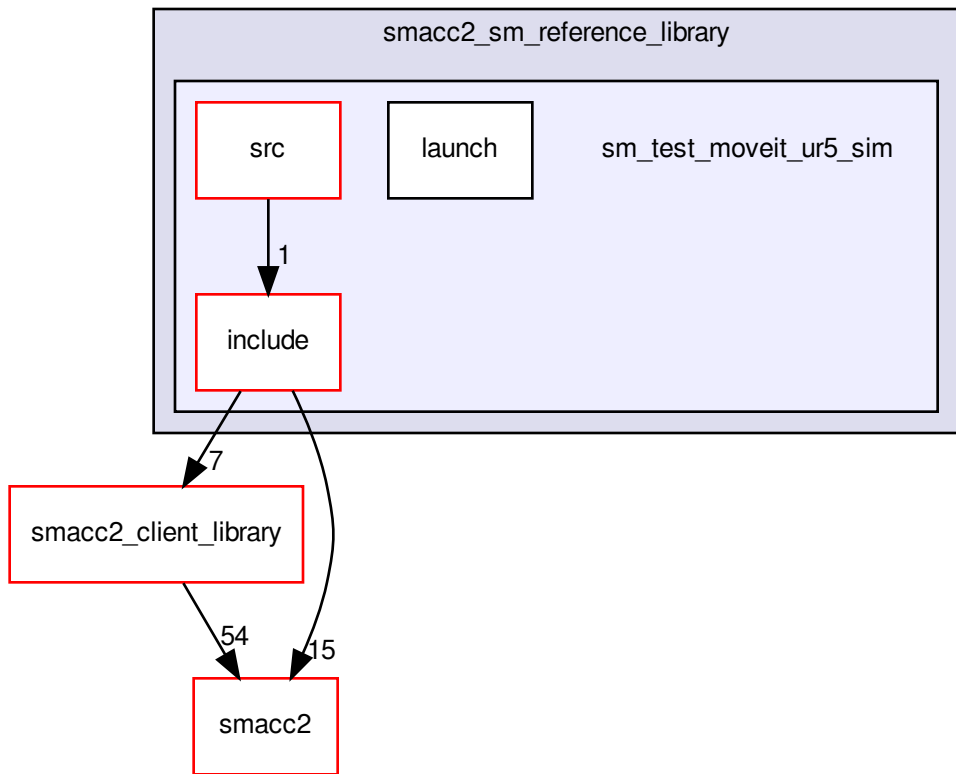 smacc2_sm_reference_library
src
launch
sm_test_moveit_ur5_sim
1
include
7
smacc2_client_library
54
15
smacc2